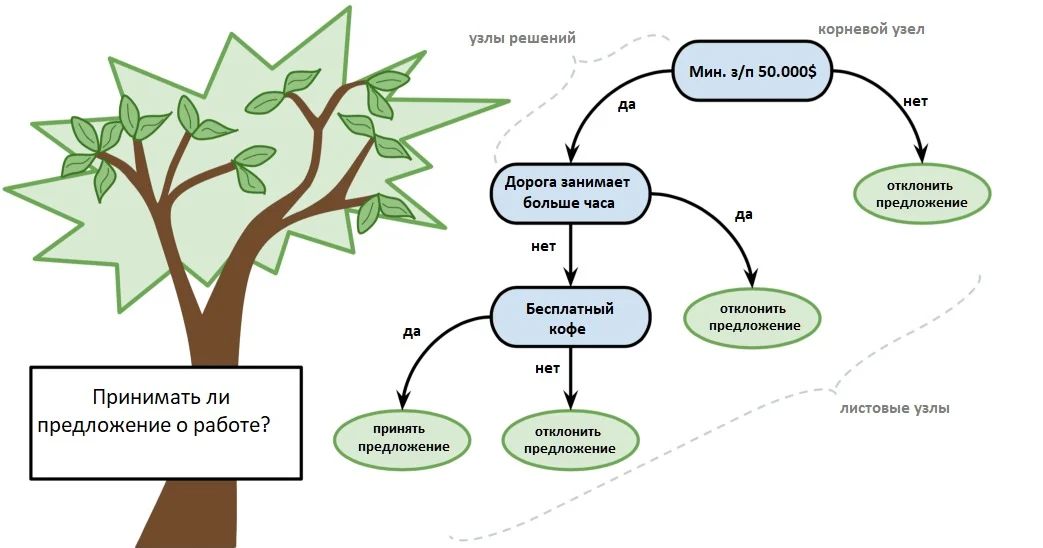 узлы решений
корневой узел
Мин. з/п 50.000$
да
нет
Дорога занимает
больше часа
отклонить
предложение
да
нет
Бесплатный
кофе
отклонить
предложение
да
нет
Принимать ли
предложение о работе?
листовые узлы
принять
предложение
отклонить
предложение